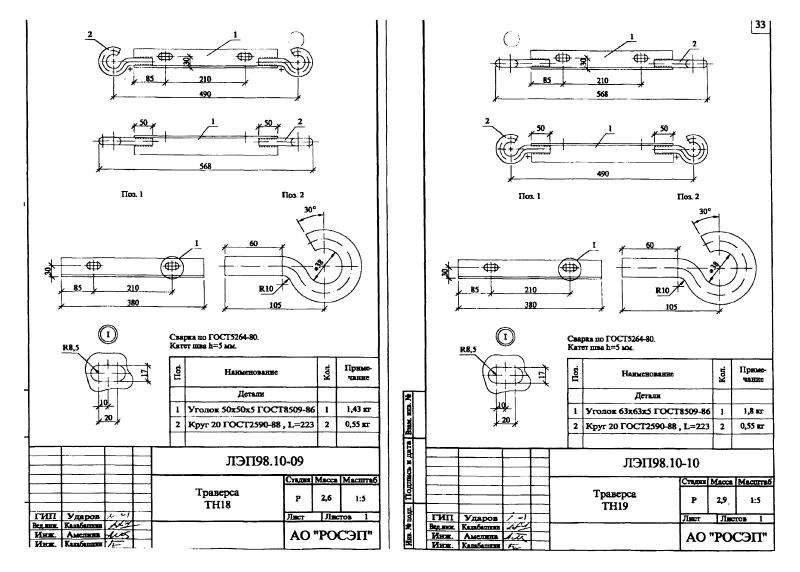 2
1
30
85
210
490
50
50
1
2
568
Поз. 1
Поз. 2
30°
60
ø38
R10
105
1
30
85
210
380
I
R8,5
17
10
20
Сварка по ГОСТ5264-80.
Катет шва h=5 мм.
Поз. Наименование Кол. Приме-чание
Детали
1 Уголок 50х50х5 ГОСТ8509-86 1 1,43 кг
2 Круг 20 ГОСТ2590-88 , L=223 2 0,55 кг
ЛЭП98.10-09
Траверса
ТН18
Стадия Масса Масштаб
Р 2,6 1:5
Лист Листов 1
ГИП Ударов
Вед.инж. Калабашкин
Инж. Амелина
Инж. Калабашкин
АО "РОСЭП"
33
1
2
30
85
210
568
2
50
50
1
490
Поз. 1
Поз. 2
30°
60
ø38
R10
105
1
30
85
210
380
I
R8,5
17
10
20
Сварка по ГОСТ5264-80.
Катет шва h=5 мм.
Поз. Наименование Кол. Приме-чание
Детали
1 Уголок 63х63х5 ГОСТ8509-86 1 1,8 кг
2 Круг 20 ГОСТ2590-88 , L=223 2 0,55 кг
Взам. инв. №
Подпись и дата
Инв. № подл.
ЛЭП98.10-10
Траверса
ТН19
Стадия Масса Масштаб
Р 2,9 1:5
Лист Листов 1
ГИП Ударов
Вед.инж. Калабашкин
Инж. Амелина
Инж. Калабашкин
АО "РОСЭП"